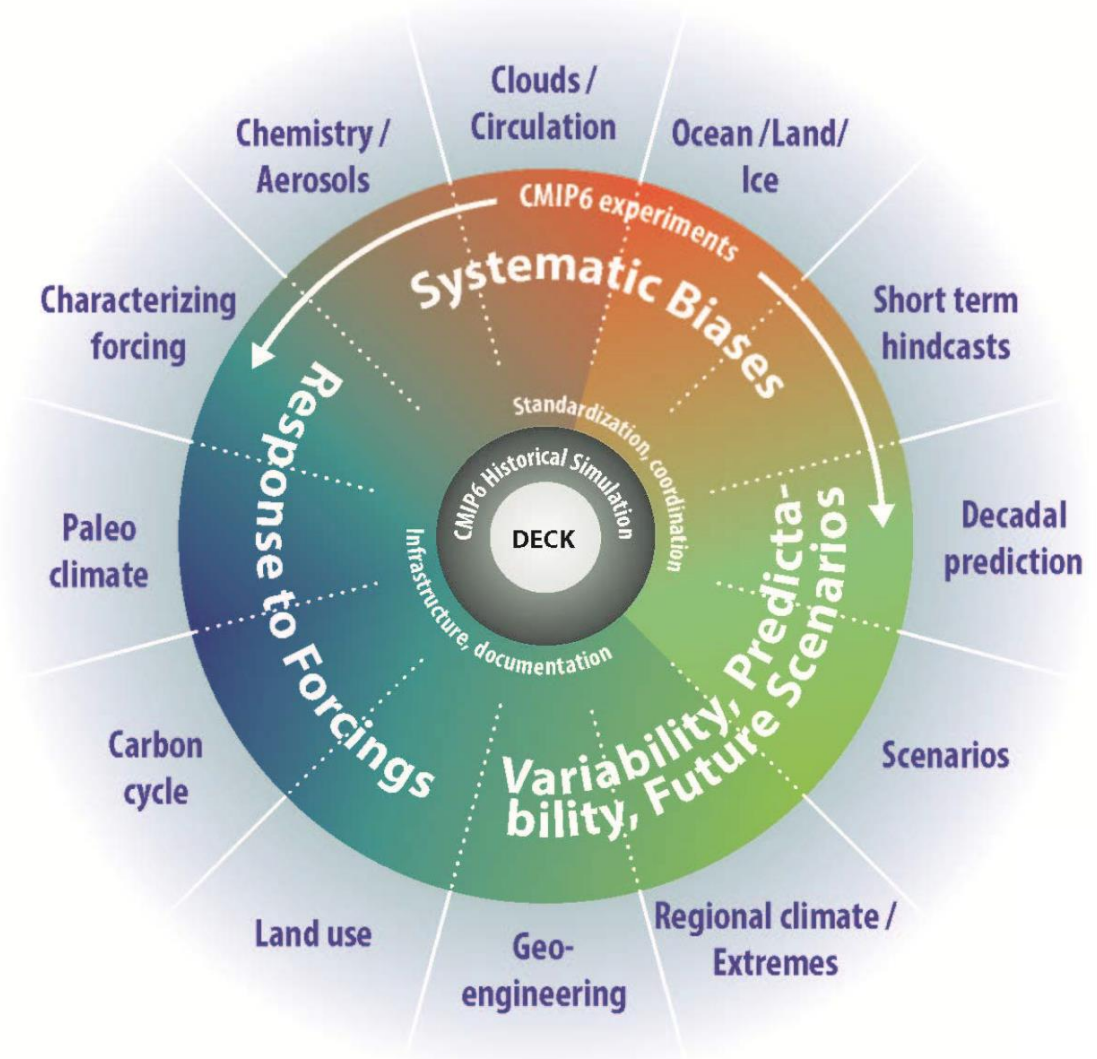 Clouds /
Circulation
Ocean /Land/
Ice
Short term
hindcasts
Decadal
prediction
Scenarios
Regional climate /
Extremes
Geo-
engineering
Land use
Carbon
cycle
Paleo
climate
Characterizing
forcing
Chemistry /
Aerosols
CMIP6 experiments
Systematic Biases
Variability, Predicta-
bility, Future Scenarios
Response to Forcings
Standardization, coordination
Infrastructure, documentation
CMIP6 Historical Simulation
DECK